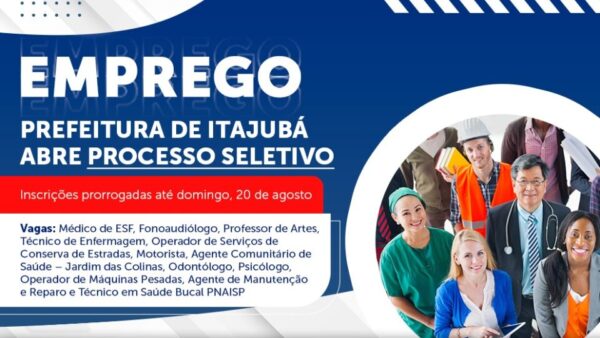 EMPREGO
PREFEITURA DE ITAJUBÁ
ABRE PROCESSO SELETIVO
Inscrições prorrogadas até domingo, 20 de agosto
Vagas: Médico de ESF, Fonoaudiólogo, Professor de Artes,
Técnico de Enfermagem, Operador de Serviços de
Conserva de Estradas, Motorista, Agente Comunitário de
Saúde – Jardim das Colinas, Odontólogo, Psicólogo,
Operador de Máquinas Pesadas, Agente de Manutenção
e Reparo e Técnico em Saúde Bucal PNAISP